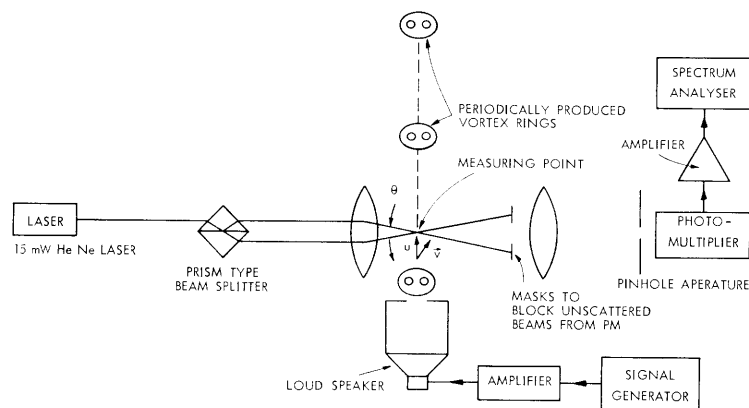 SPECTRUM
ANALYSER
PERIODICALLY PRODUCED
VORTEX RINGS
AMPLIFIER
MEASURING POINT
θ
LASER
15 mW He Ne LASER
PRISM TYPE
BEAM SPLITTER
u
v⃗
PHOTO-
MULTIPLIER
PINHOLE APERATURE
MASKS TO
BLOCK UNSCATTERED
BEAMS FROM PM
LOUD SPEAKER
AMPLIFIER
SIGNAL
GENERATOR